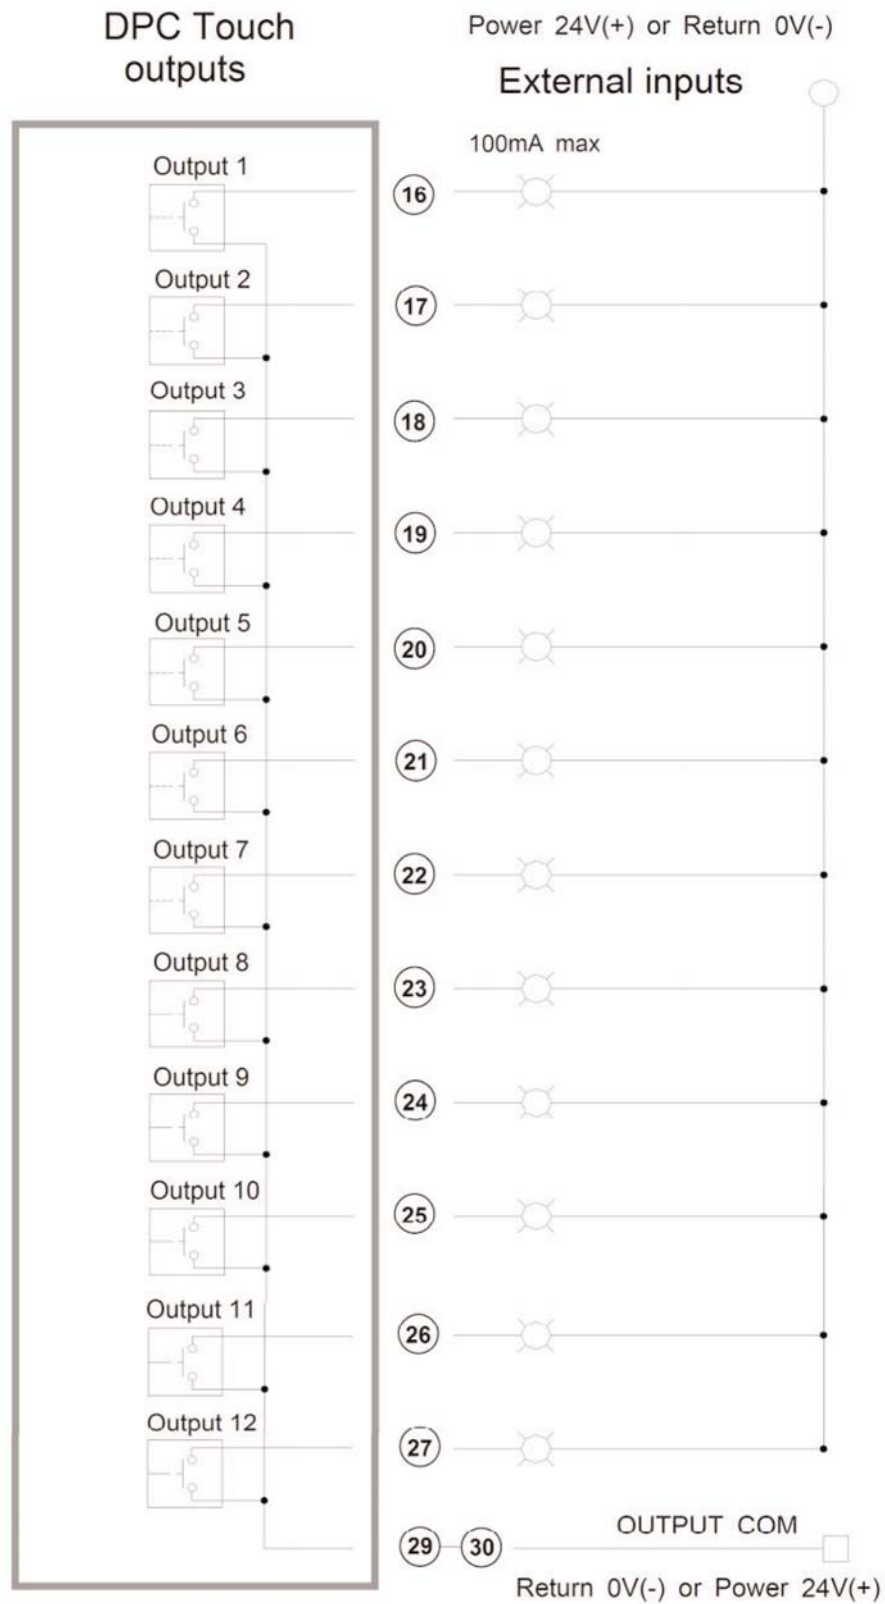 DPC Touch
outputs
Power 24V(+) or Return 0V(-)
External inputs
100mA max
Output 1
16
Output 2
17
Output 3
18
Output 4
19
Output 5
20
Output 6
21
Output 7
22
Output 8
23
Output 9
24
Output 10
25
Output 11
26
Output 12
27
29 30 OUTPUT COM
Return 0V(-) or Power 24V(+)